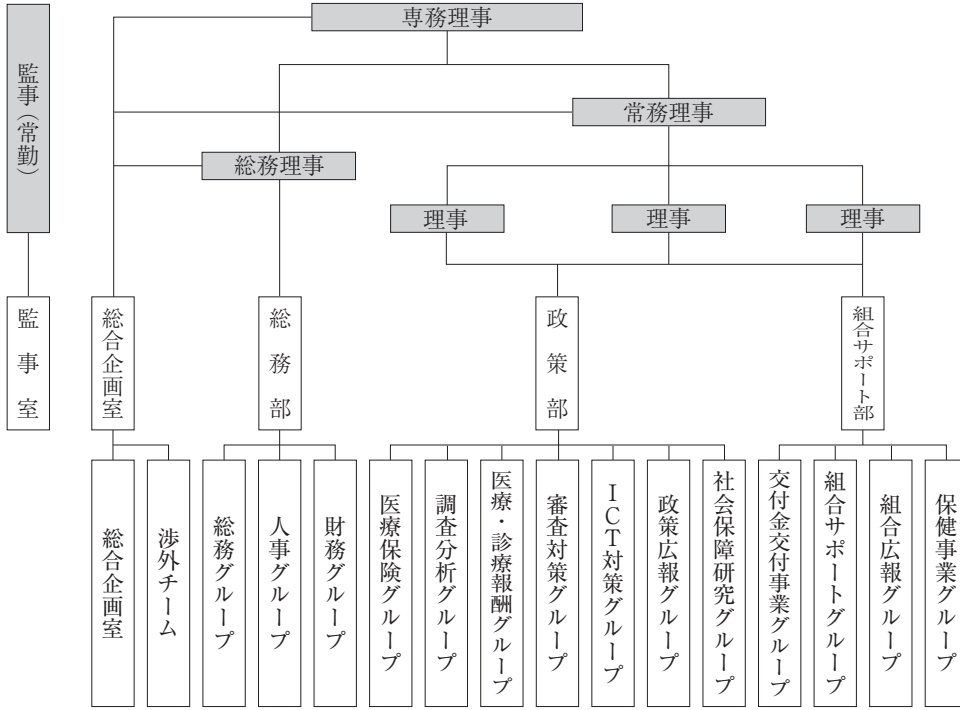 専務理事
監事（常勤）
常務理事
総務理事
理事
理事
理事
監事室
総合企画室
総務部
政策部
組合サポート部
総合企画室
渉外チーム
総務グループ
人事グループ
財務グループ
医療保険グループ
調査分析グループ
医療・診療報酬グループ
審査対策グループ
ICT対策グループ
政策広報グループ
社会保障研究グループ
交付金交付事業グループ
組合サポートグループ
組合広報グループ
保健事業グループ